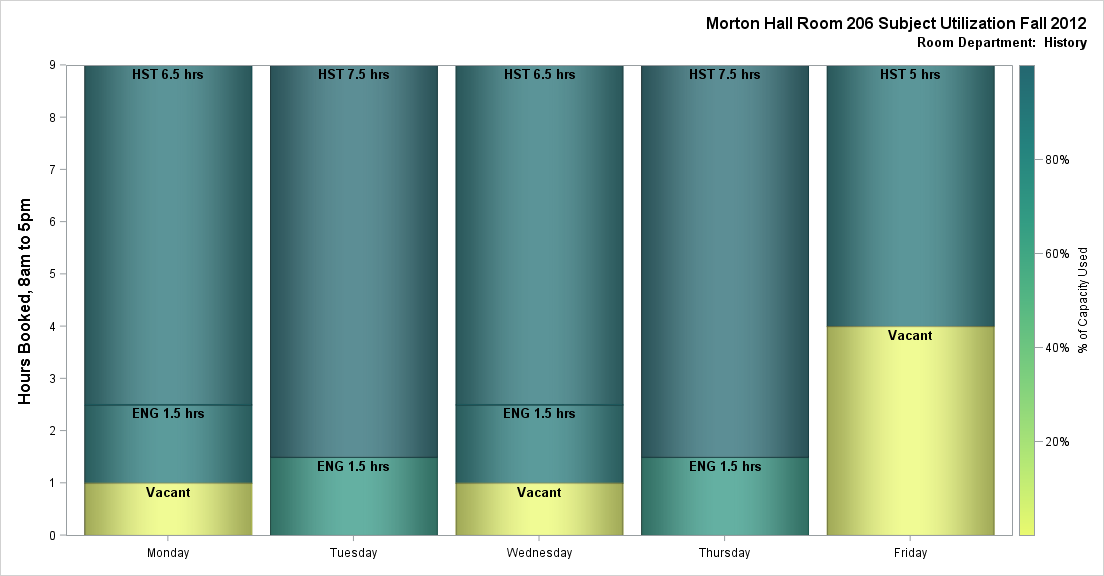 Morton Hall Room 206 Subject Utilization Fall 2012
Room Department: History
Hours Booked, 8am to 5pm
9
8
7
6
5
4
3
2
1
0
HST 6.5 hrs
ENG 1.5 hrs
Vacant
HST 7.5 hrs
ENG 1.5 hrs
HST 6.5 hrs
ENG 1.5 hrs
Vacant
HST 7.5 hrs
ENG 1.5 hrs
HST 5 hrs
Vacant
Monday
Tuesday
Wednesday
Thursday
Friday
80%
60%
40%
20%
% of Capacity Used